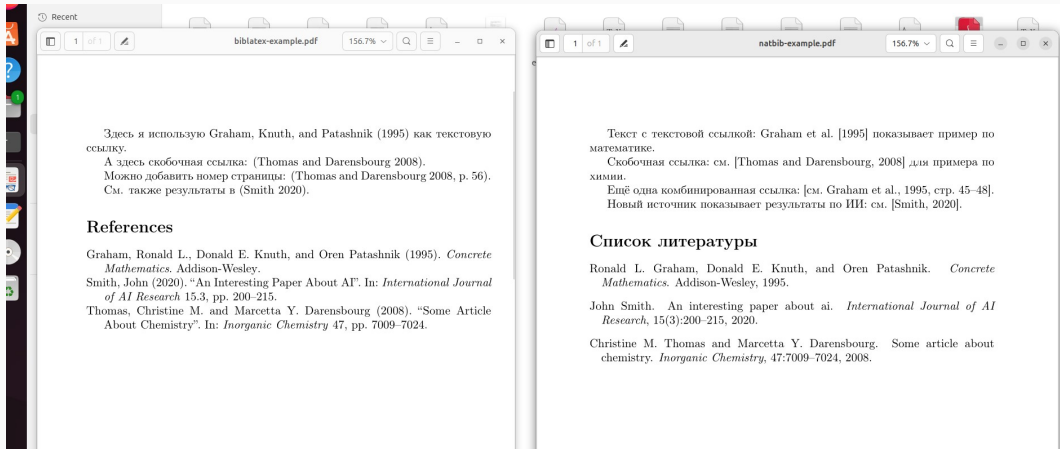 Recent
1 of 1
biblatex-example.pdf
156.7%
Здесь я использую Graham, Knuth, and Patashnik (1995) как текстовую
ссылку.
А здесь скобочная ссылка: (Thomas and Darensbourg 2008).
Можно добавить номер страницы: (Thomas and Darensbourg 2008, p. 56).
См. также результаты в (Smith 2020).
References
Graham, Ronald L., Donald E. Knuth, and Oren Patashnik (1995). Concrete
Mathematics. Addison-Wesley.
Smith, John (2020). “An Interesting Paper About AI”. In: International Journal
of AI Research 15.3, pp. 200–215.
Thomas, Christine M. and Marcetta Y. Darensbourg (2008). “Some Article
About Chemistry”. In: Inorganic Chemistry 47, pp. 7009–7024.
1 of 1
natbib-example.pdf
156.7%
Текст с текстовой ссылкой: Graham et al. [1995] показывает пример по
математике.
Скобочная ссылка: см. [Thomas and Darensbourg, 2008] для примера по
химии.
Ещё одна комбинированная ссылка: [см. Graham et al., 1995, стр. 45–48].
Новый источник показывает результаты по ИИ: см. [Smith, 2020].
Список литературы
Ronald L. Graham, Donald E. Knuth, and Oren Patashnik. Concrete
Mathematics. Addison-Wesley, 1995.
John Smith. An interesting paper about ai. International Journal of AI
Research, 15(3):200–215, 2020.
Christine M. Thomas and Marcetta Y. Darensbourg. Some article about
chemistry. Inorganic Chemistry, 47:7009–7024, 2008.